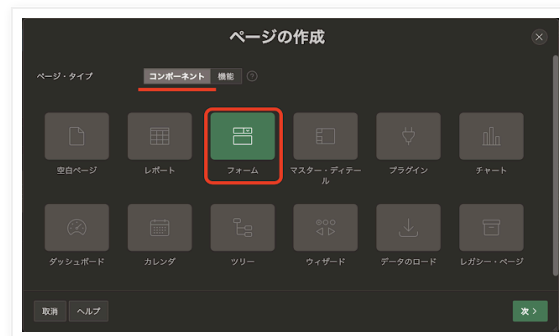 ページの作成
ページ・タイプ
コンポーネント 機能
空白ページ
レポート
フォーム
マスター・ディテール
プラグイン
チャート
ダッシュボード
カレンダ
ツリー
ウィザード
データのロード
レガシー・ページ
取消 ヘルプ
次 >